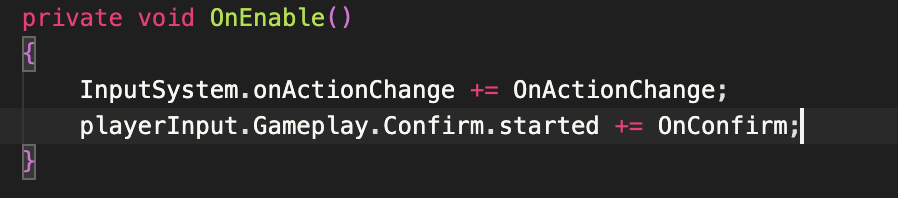 private void OnEnable()
{
InputSystem.onActionChange += OnActionChange;
playerInput.Gameplay.Confirm.started += OnConfirm;
}